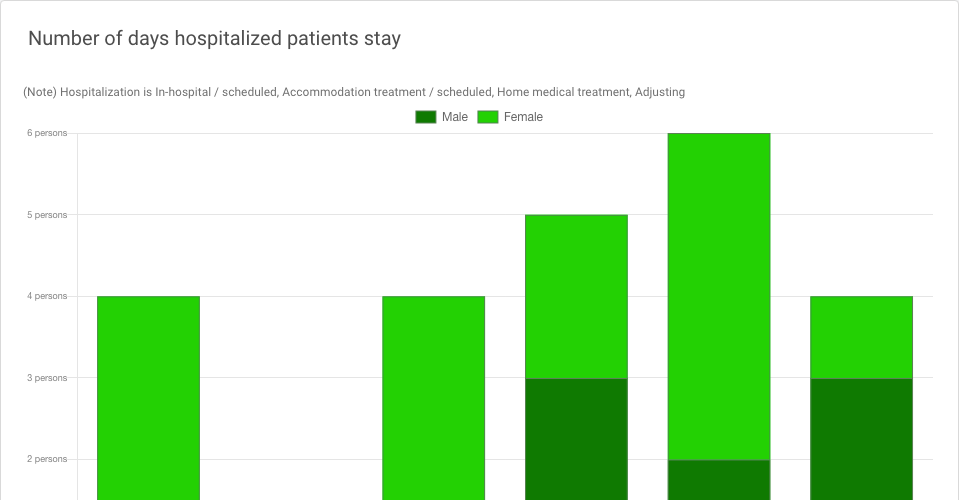 Number of days hospitalized patients stay
(Note) Hospitalization is In-hospital / scheduled, Accommodation treatment / scheduled, Home medical treatment, Adjusting
Male Female
6 persons
5 persons
4 persons
3 persons
2 persons